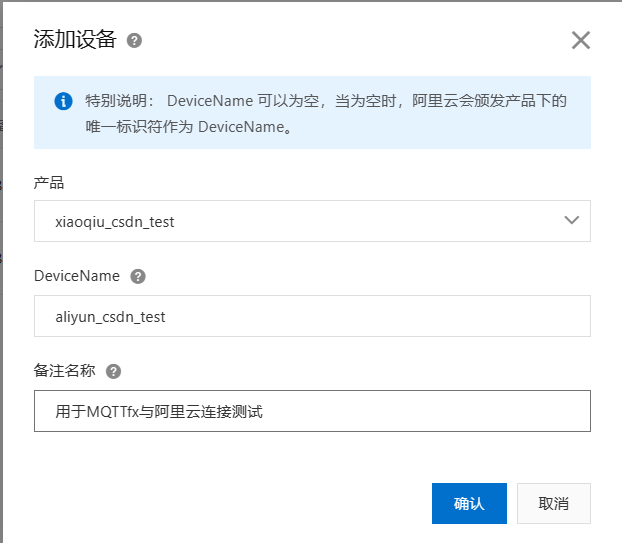 添加设备
特别说明： DeviceName 可以为空，当为空时，阿里云会颁发产品下的
唯一标识符作为 DeviceName。
产品
xiaoqiu_csdn_test
DeviceName
aliyun_csdn_test
备注名称
用于MQTTfx与阿里云连接测试
确认 取消